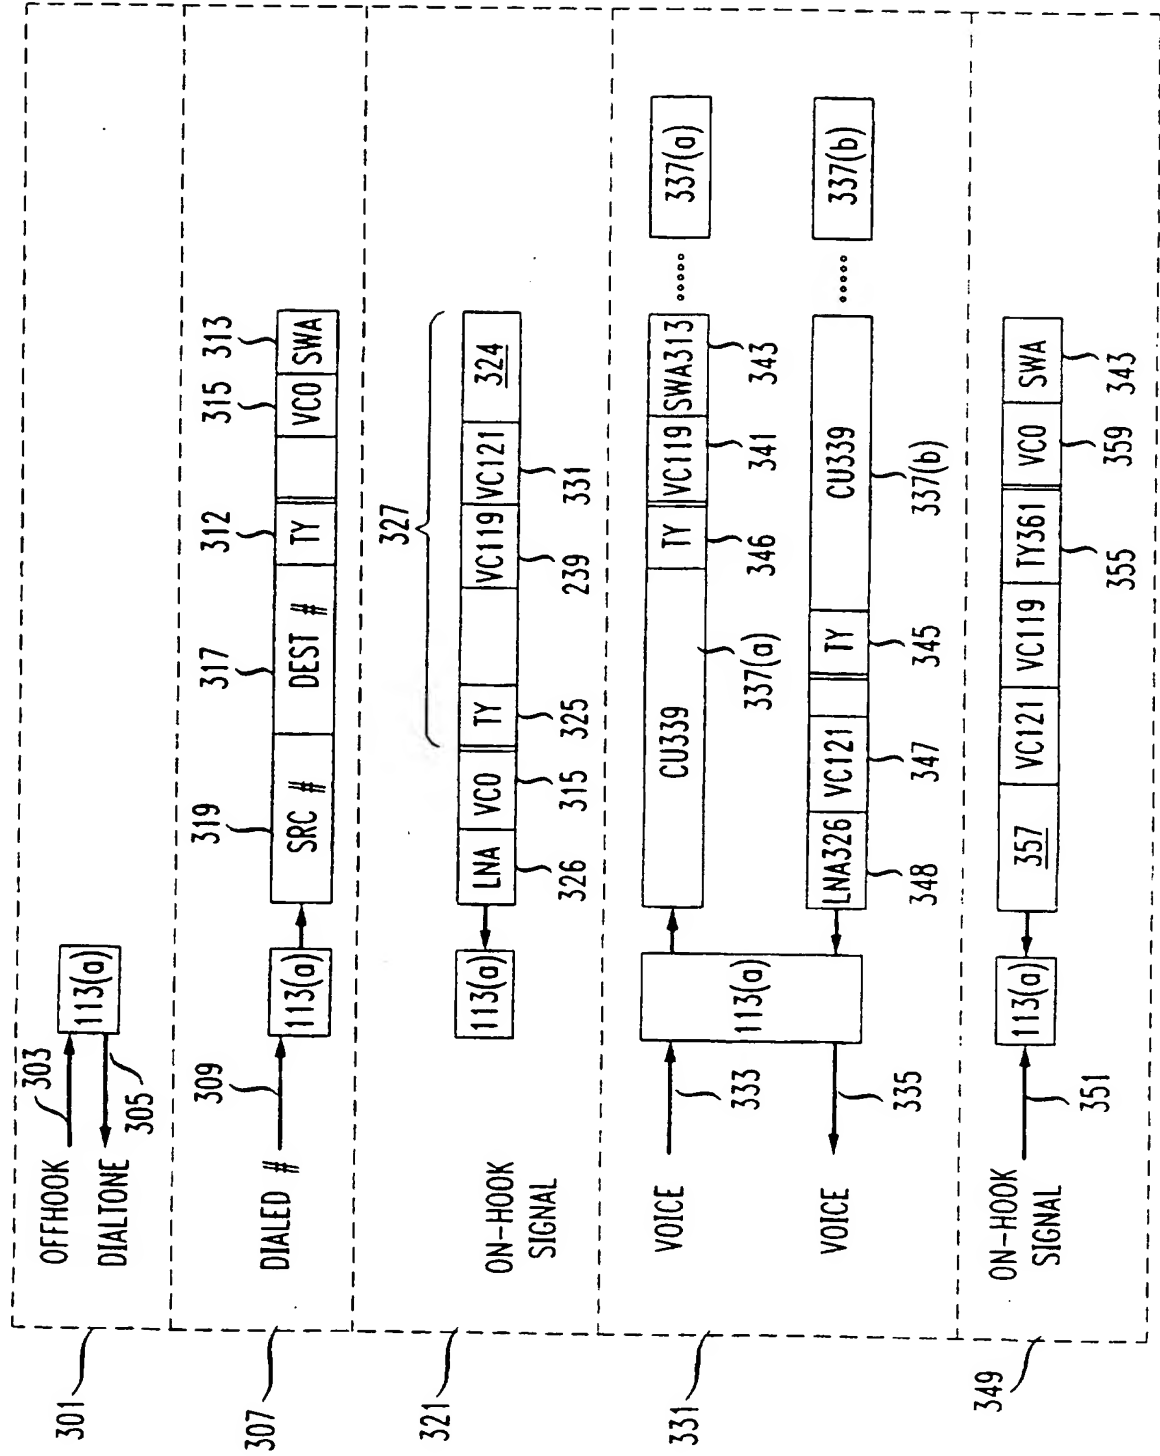 301
OFFHOOK
303
113(a)
DIALTONE
305
307
DIALED #
309
113(a)
319
317
312
315
313
SRC #
DEST #
TY
VC0
SWA
321
ON-HOOK
SIGNAL
113(a)
327
LNA
VC0
TY
VC119
VC121
324
326
315
325
239
331
331
VOICE
333
113(a)
CU339
TY
VC119
SWA313
337(a)
337(a)
346
341
343
VOICE
335
LNA326
VC121
TY
CU339
337(b)
348
347
345
337(b)
349
ON-HOOK
SIGNAL
351
113(a)
357
VC121
VC119
TY361
VC0
SWA
355
359
343